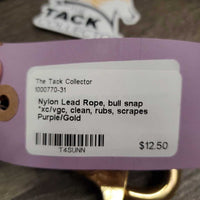 TACK
The Tack Collector
1000770-31
Nylon Lead Rope, bull snap
*xc/vgc, clean, rubs, scrapes
Purple/Gold
T4SUNN
$12.50